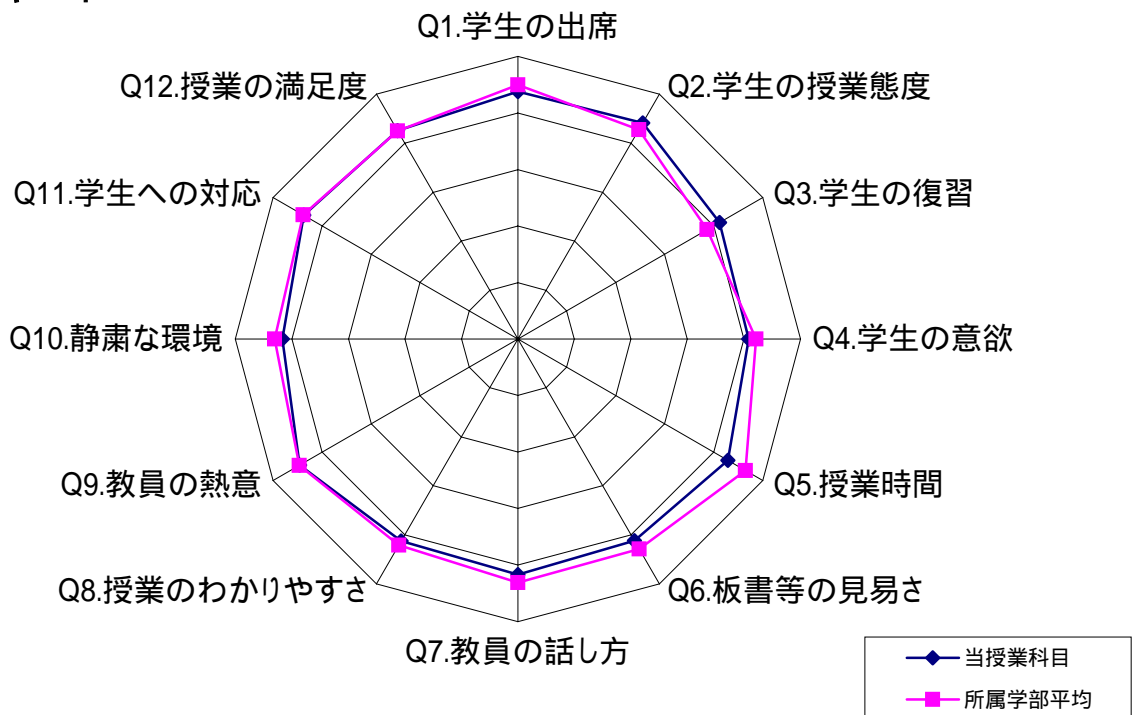 Q1.学生の出席
Q2.学生の授業態度
Q3.学生の復習
Q4.学生の意欲
Q5.授業時間
Q6.板書等の見易さ
Q7.教員の話し方
Q8.授業のわかりやすさ
Q9.教員の熱意
Q10.静粛な環境
Q11.学生への対応
Q12.授業の満足度
当授業科目
所属学部平均